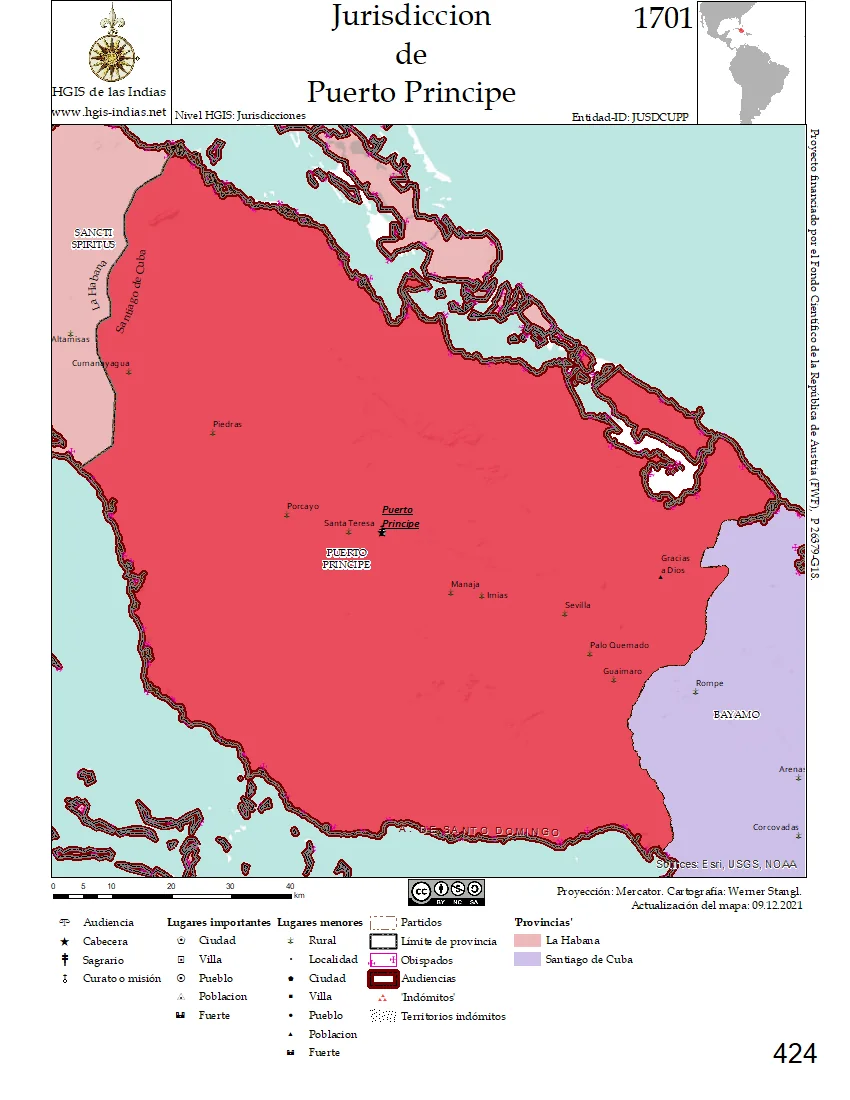 Jurisdiccion
de
Puerto Principe
1701
HGIS de las Indias
www.hgis-indias.net
Nivel HGIS: Jurisdicciones
Entidad-ID: JUSDCUPP
Proyecto financiado por el Fondo Científico de la República de Austria (FWF), P 26379-G18.
SANCTI
SPIRITUS
La Habana
Santiago de Cuba
Altamisas
Cumanayagua
Piedras
Porcayo
Santa Teresa
Puerto
Principe
PUERTO
PRINCIPE
Gracias
a Dios
Manaja
Imias
Sevilla
Palo Quemado
Guaimaro
Rompe
BAYAMO
Arenas
Corcovadas
A. DE SANTO DOMINGO
Sources: Esri, USGS, NOAA
0 5 10 20 30 40
km
CC BY NC SA
Proyección: Mercator. Cartografía: Werner Stangl.
Actualización del mapa: 09.12.2021
Audiencia
Cabecera
Sagrario
Curato o misión
Lugares importantes
Ciudad
Villa
Pueblo
Poblacion
Fuerte
Lugares menores
Rural
Localidad
Ciudad
Villa
Pueblo
Poblacion
Fuerte
Partidos
Límite de provincia
Obispados
Audiencias
'Indómitos'
Territorios indómitos
'Provincias'
La Habana
Santiago de Cuba
424